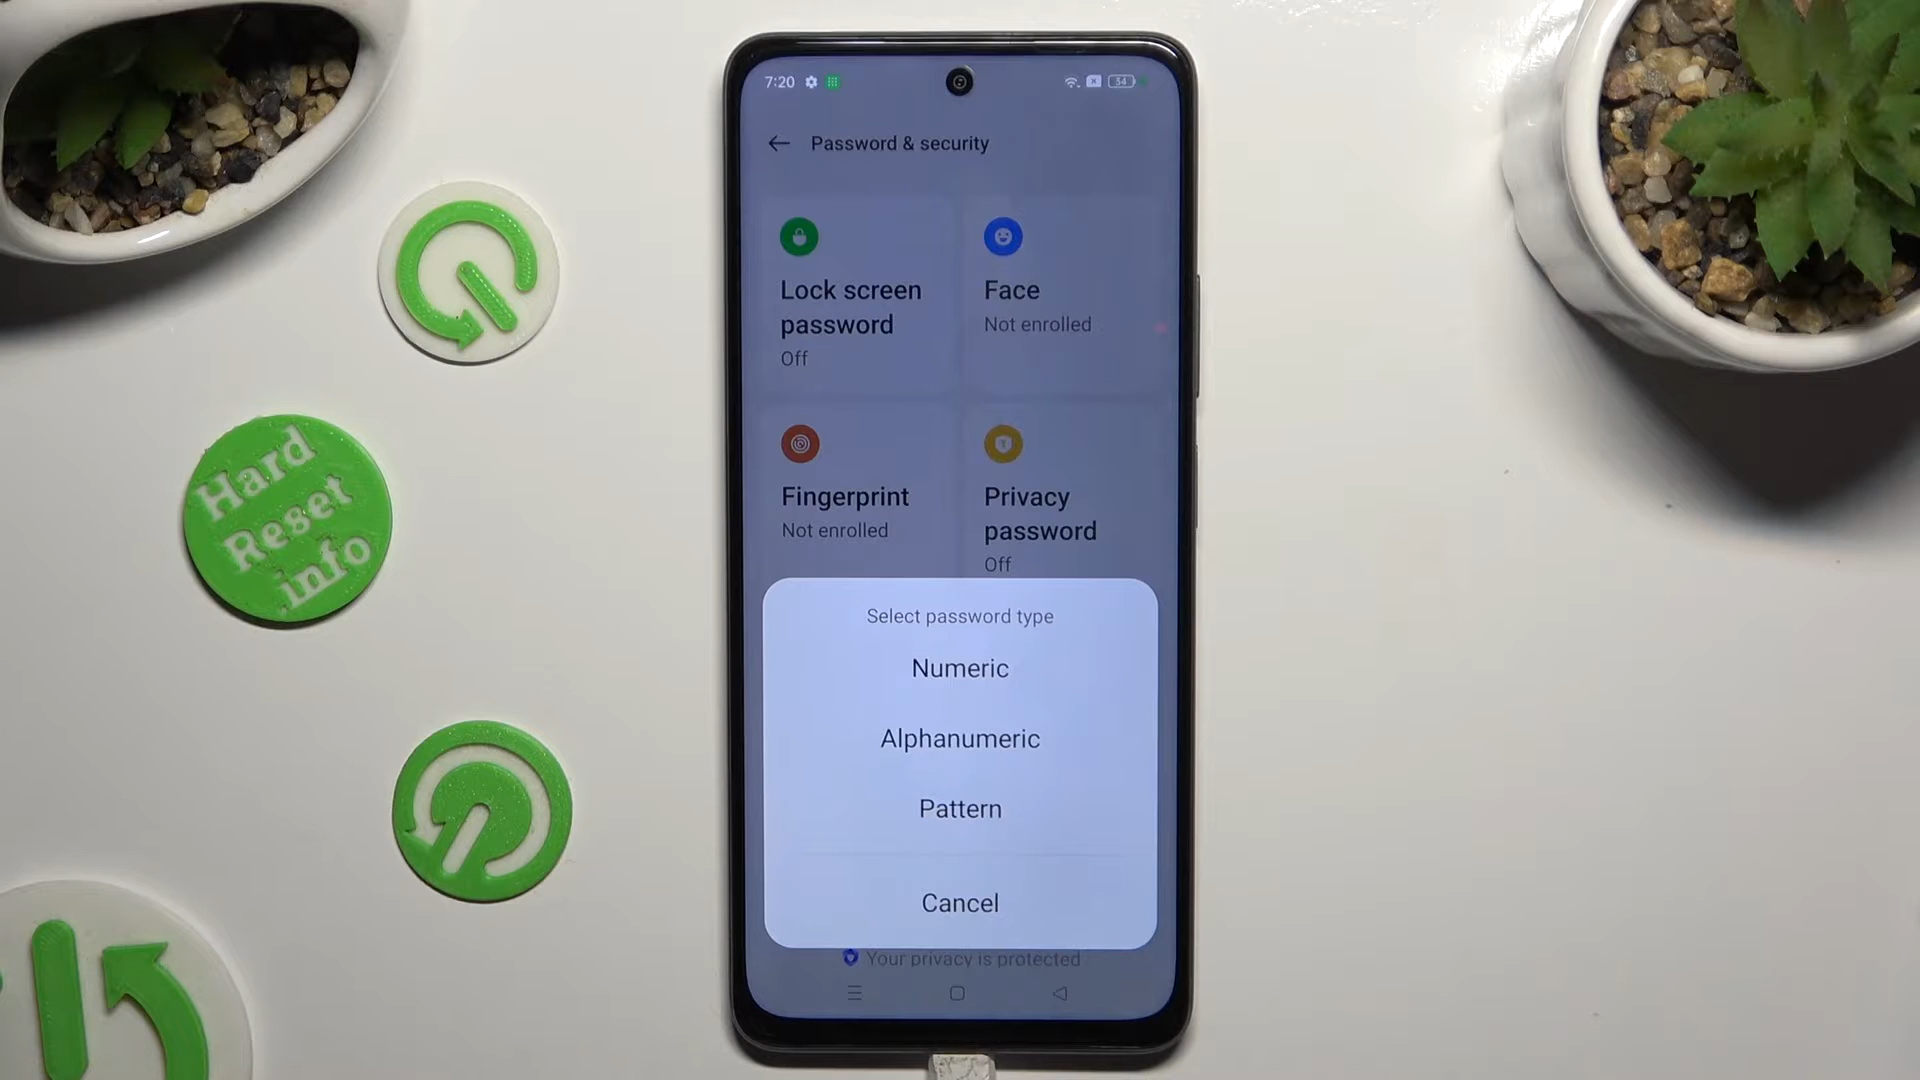 7:20
34
Password & security
Lock screen
password
Off
Face
Not enrolled
Fingerprint
Not enrolled
Privacy
password
Off
Select password type
Numeric
Alphanumeric
Pattern
Cancel
Your privacy is protected
Hard
Reset
.info